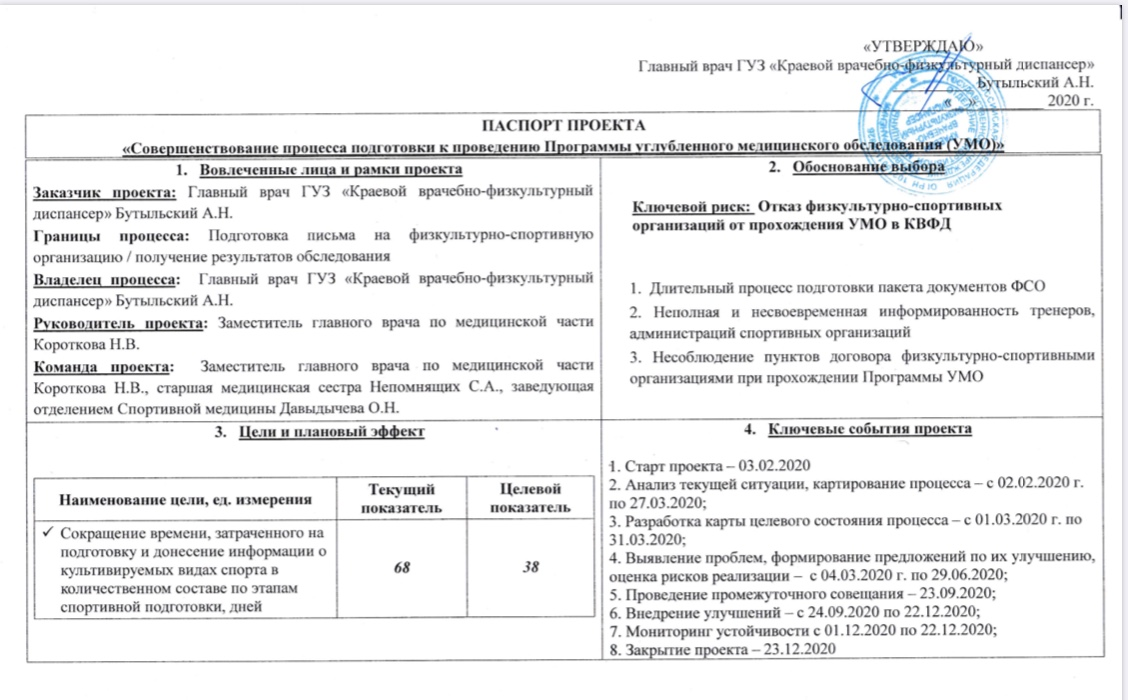 «УТВЕРЖДАЮ»
Главный врач ГУЗ «Краевой врачебно-физкультурный диспансер»
Бутыльский А.Н.
«__»________ 2020 г.
ПАСПОРТ ПРОЕКТА
«Совершенствование процесса подготовки к проведению Программы углубленного медицинского обследования (УМО)»
1. Вовлеченные лица и рамки проекта
Заказчик проекта: Главный врач ГУЗ «Краевой врачебно-физкультурный
диспансер» Бутыльский А.Н.
Границы процесса: Подготовка письма на физкультурно-спортивную
организацию / получение результатов обследования
Владелец процесса: Главный врач ГУЗ «Краевой врачебно-физкультурный
диспансер» Бутыльский А.Н.
Руководитель проекта: Заместитель главного врача по медицинской части
Короткова Н.В.
Команда проекта: Заместитель главного врача по медицинской части
Короткова Н.В., старшая медицинская сестра Непомнящих С.А., заведующая
отделением Спортивной медицины Давыдычева О.Н.
2. Обоснование выбора
Ключевой риск: Отказ физкультурно-спортивных
организаций от прохождения УМО в КВФД
1. Длительный процесс подготовки пакета документов ФСО
2. Неполная и несвоевременная информированность тренеров,
администраций спортивных организаций
3. Несоблюдение пунктов договора физкультурно-спортивными
организациями при прохождении Программы УМО
3. Цели и плановый эффект
Наименование цели, ед. измерения
Текущий
показатель
Целевой
показатель
✓ Сокращение времени, затраченного на
подготовку и донесение информации о
культивируемых видах спорта в
количественном составе по этапам
спортивной подготовки, дней
68
38
4. Ключевые события проекта
1. Старт проекта – 03.02.2020
2. Анализ текущей ситуации, картирование процесса – с 02.02.2020 г.
по 27.03.2020;
3. Разработка карты целевого состояния процесса – с 01.03.2020 г. по
31.03.2020;
4. Выявление проблем, формирование предложений по их улучшению,
оценка рисков реализации – с 04.03.2020 г. по 29.06.2020;
5. Проведение промежуточного совещания – 23.09.2020;
6. Внедрение улучшений – с 24.09.2020 по 22.12.2020;
7. Мониторинг устойчивости с 01.12.2020 по 22.12.2020;
8. Закрытие проекта – 23.12.2020